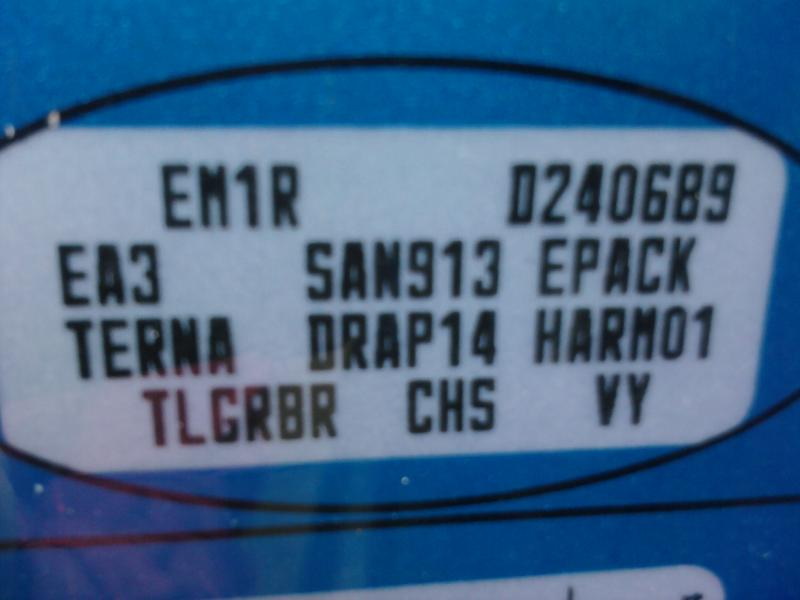 EM1R D240689
EA3 SAN913 EPACK
TERNA DRAP14 HARM01
TLGRBR CHS VY